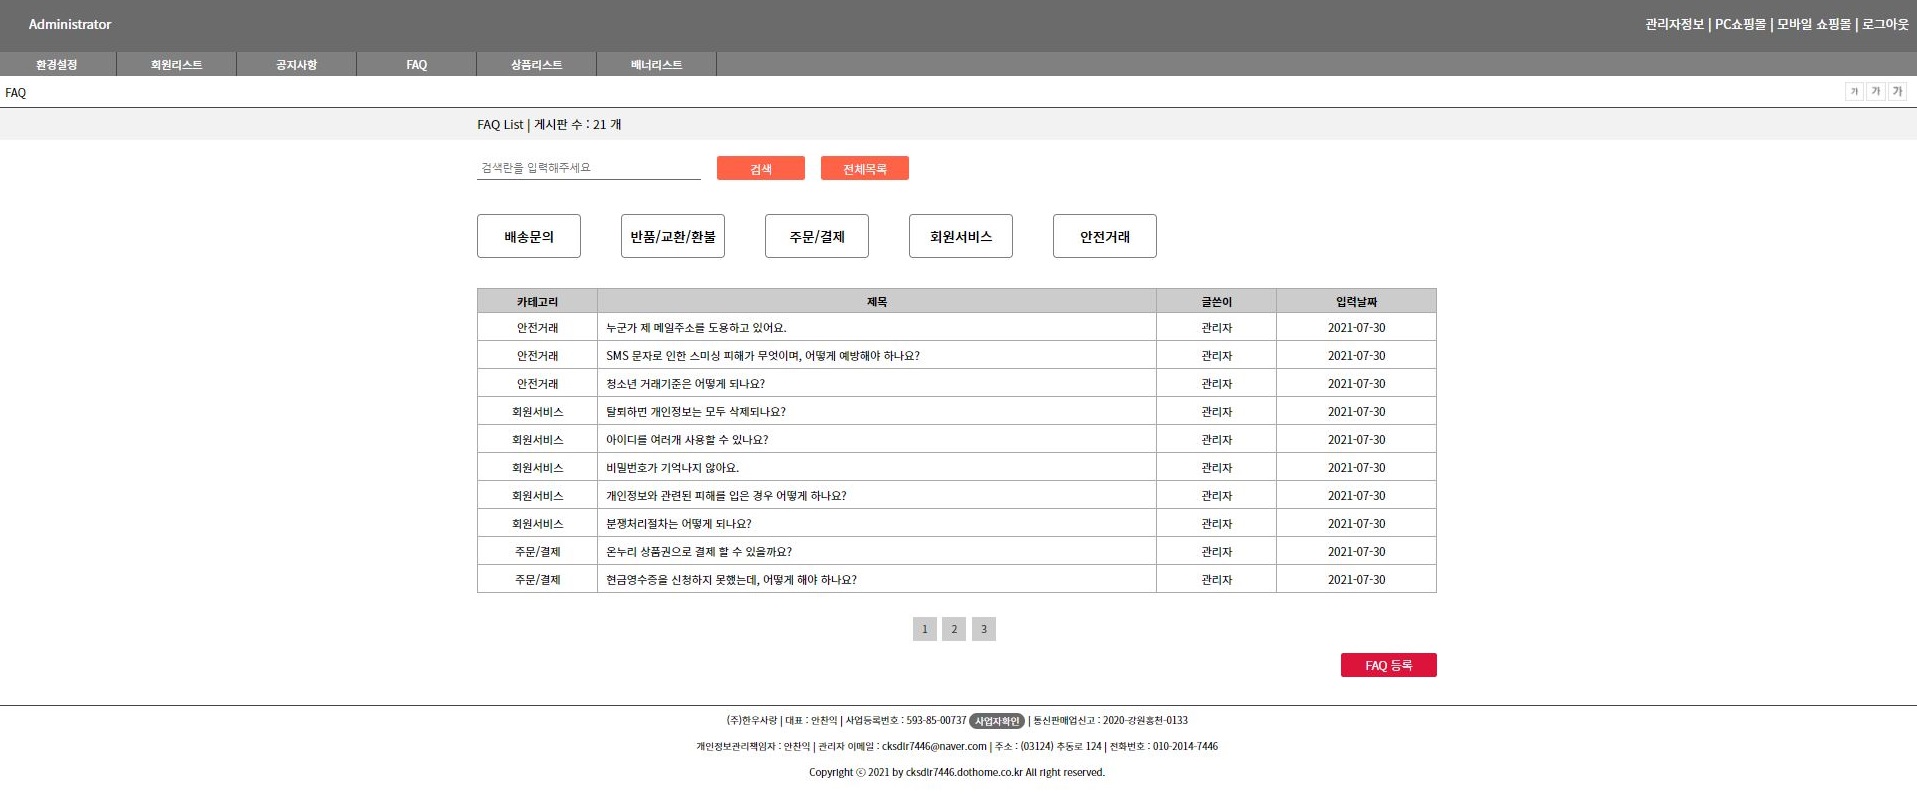 Administrator
관리자정보 | PC쇼핑몰 | 모바일 쇼핑몰 | 로그아웃
환경설정 회원리스트 공지사항 FAQ 상품리스트 배너리스트
FAQ
가 가 가
FAQ List | 게시판 수 : 21 개
검색란을 입력해주세요 검색 전체목록
배송문의 반품/교환/환불 주문/결제 회원서비스 안전거래
카테고리 제목 글쓴이 입력날짜
안전거래 누군가 제 메일주소를 도용하고 있어요. 관리자 2021-07-30
안전거래 SMS 문자로 인한 스미싱 피해가 무엇이며, 어떻게 예방해야 하나요? 관리자 2021-07-30
안전거래 청소년 거래기준은 어떻게 되나요? 관리자 2021-07-30
회원서비스 탈퇴하면 개인정보는 모두 삭제되나요? 관리자 2021-07-30
회원서비스 아이디를 여러개 사용할 수 있나요? 관리자 2021-07-30
회원서비스 비밀번호가 기억나지 않아요. 관리자 2021-07-30
회원서비스 개인정보와 관련된 피해를 입은 경우 어떻게 하나요? 관리자 2021-07-30
회원서비스 분쟁처리절차는 어떻게 되나요? 관리자 2021-07-30
주문/결제 온누리 상품권으로 결제 할 수 있을까요? 관리자 2021-07-30
주문/결제 현금영수증을 신청하지 못했는데, 어떻게 해야 하나요? 관리자 2021-07-30
1 2 3
FAQ 등록
(주)한우사랑 | 대표 : 안찬익 | 사업등록번호 : 593-85-00737 사업자확인 | 통신판매업신고 : 2020-강원홍천-0133
개인정보관리책임자 : 안찬익 | 관리자 이메일 : cksdlr7446@naver.com | 주소 : (03124) 추동로 124 | 전화번호 : 010-2014-7446
Copyright ⓒ 2021 by cksdlr7446.dothome.co.kr All right reserved.